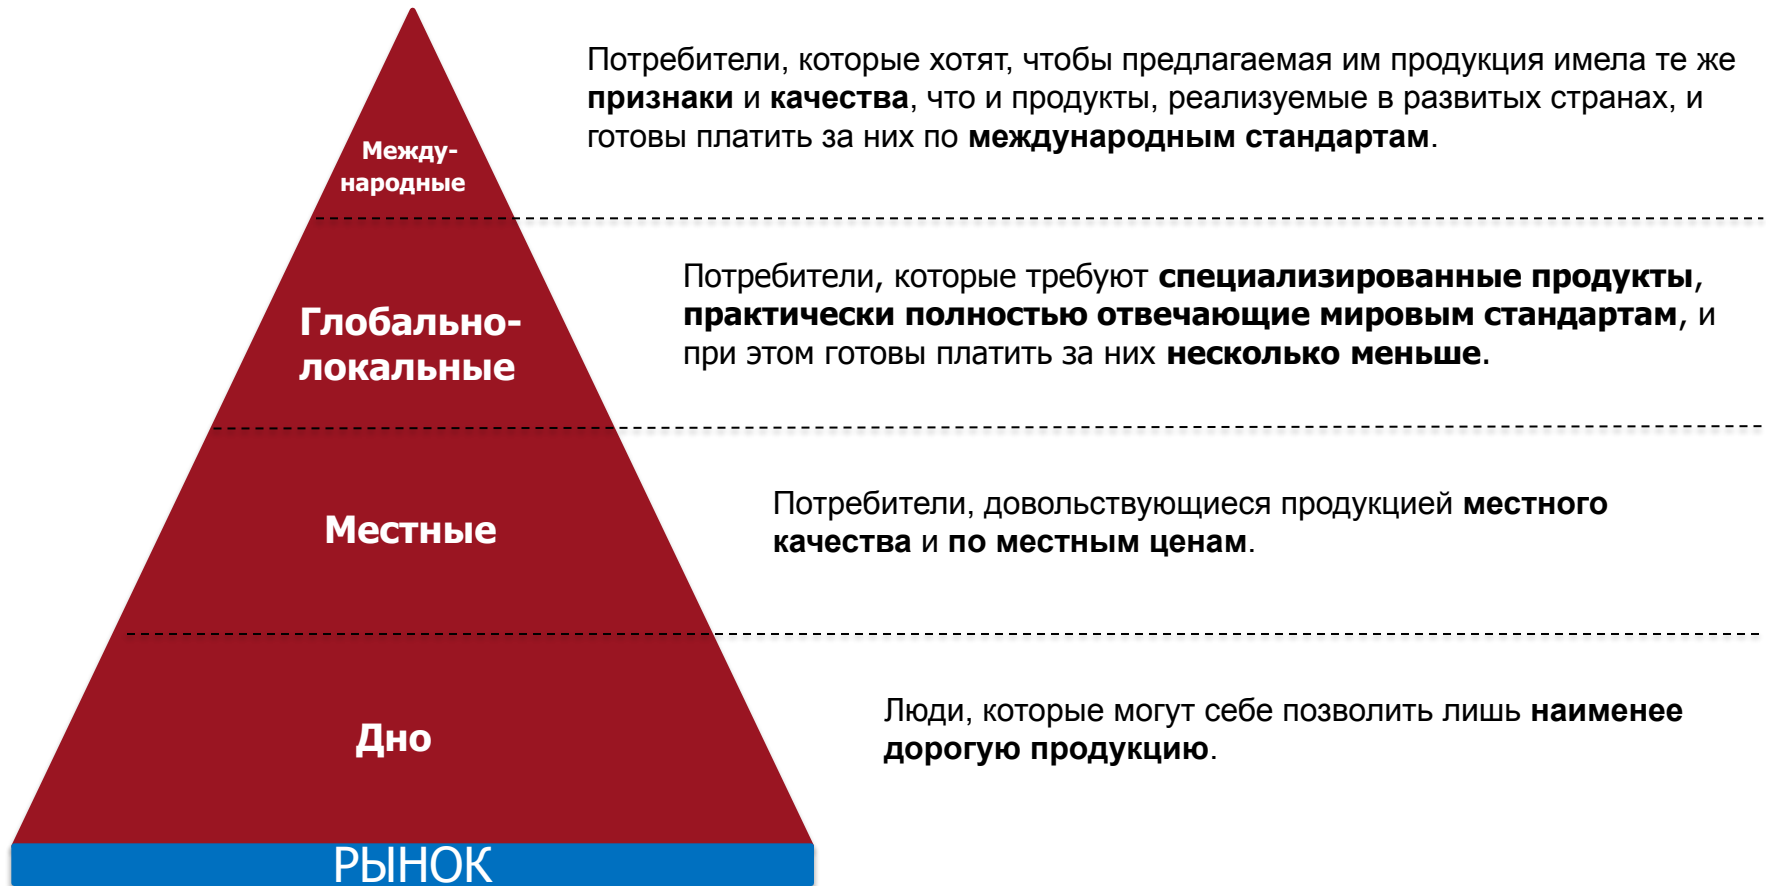 Потребители, которые хотят, чтобы предлагаемая им продукция имела те же
признаки и качества, что и продукты, реализуемые в развитых странах, и
готовы платить за них по международным стандартам.
Между-
народные
Потребители, которые требуют специализированные продукты,
практически полностью отвечающие мировым стандартам, и
при этом готовы платить за них несколько меньше.
Глобально-
локальные
Потребители, довольствующиеся продукцией местного
качества и по местным ценам.
Местные
Люди, которые могут себе позволить лишь наименее
дорогую продукцию.
Дно
РЫНОК